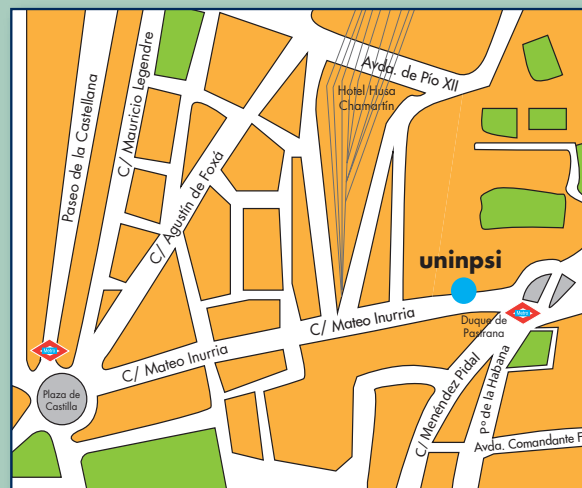 Avda. de Pío XII
Hotel Husa
Chamartín
Paseo de la Castellana
C/ Mauricio Legendre
C/ Agustín de Foxá
uninpsi
C/ Mateo Inurria
Duque de
Pastrana
Metro
Metro
C/ Mateo Inurria
Plaza de
Castilla
C/ Menéndez Pidal
Pº de la Habana
Avda. Comandante F